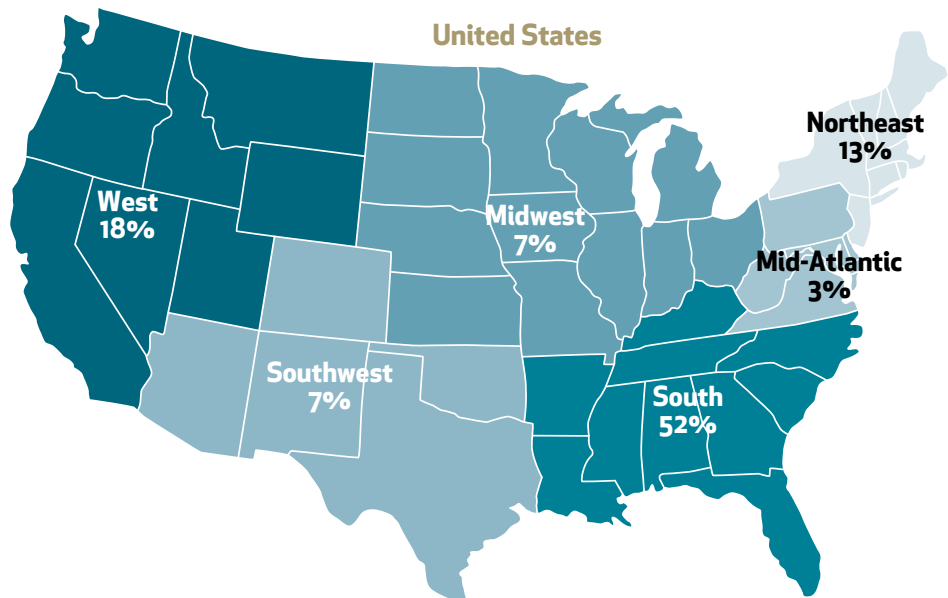 United States
Northeast
13%
West
18%
Midwest
7%
Mid-Atlantic
3%
Southwest
7%
South
52%